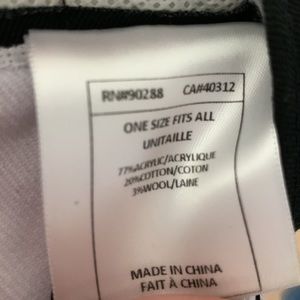 RN#90288 CA#40312
ONE SIZE FITS ALL
UNITAILLE
77%ACRYLIC/ACRYLIQUE
20%COTTON/COTON
3%WOOL/LAINE
MADE IN CHINA
FAIT À CHINA